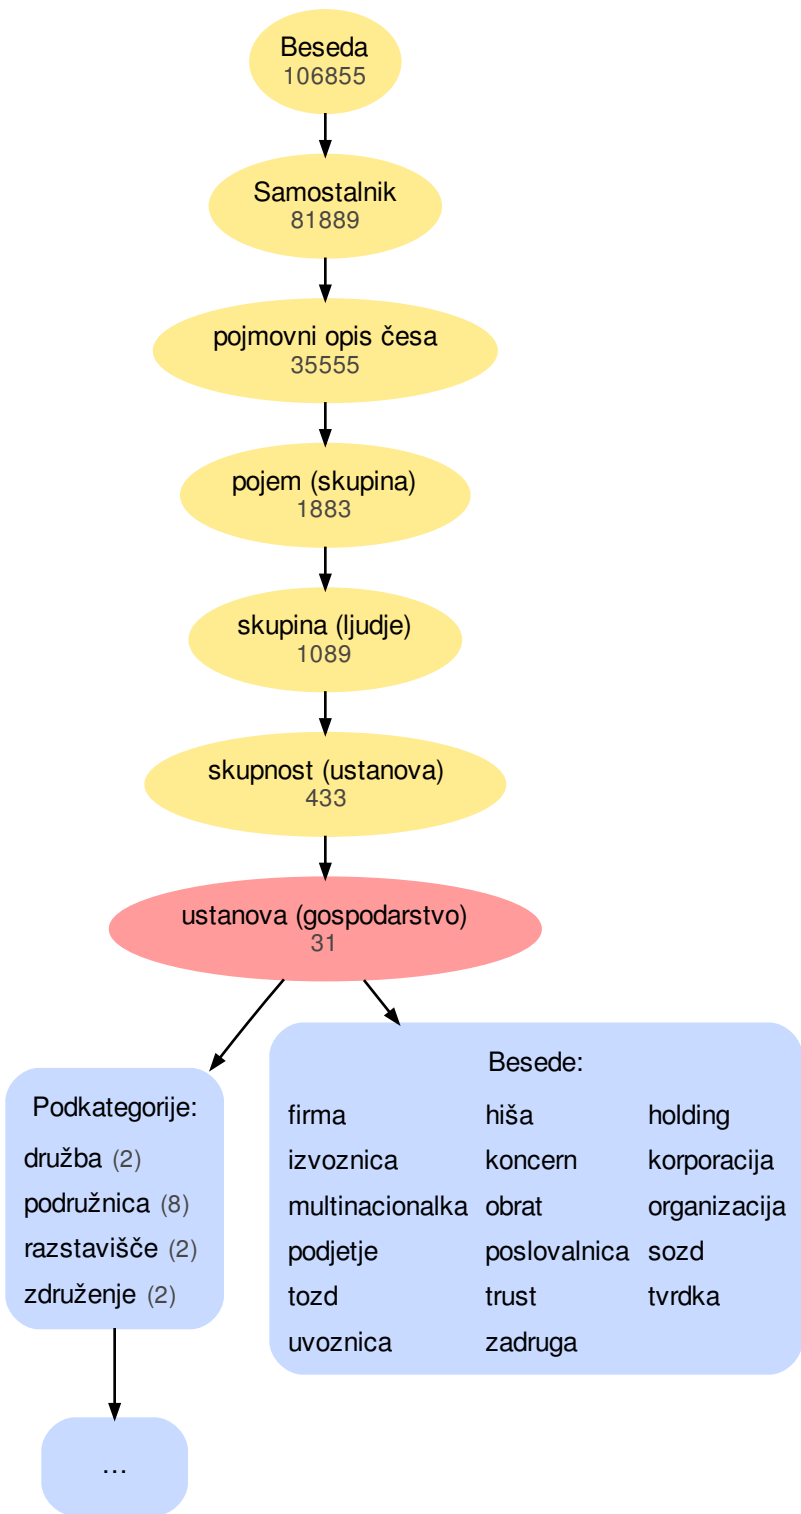 Beseda
106855
Samostalnik
81889
pojmovni opis česa
35555
pojem (skupina)
1883
skupina (ljudje)
1089
skupnost (ustanova)
433
ustanova (gospodarstvo)
31
Podkategorije:
družba (2)
podružnica (8)
razstavišče (2)
združenje (2)
...
Besede:
firma hiša holding
izvoznica koncern korporacija
multinacionalka obrat organizacija
podjetje poslovalnica sozd
tozd trust tvrdka
uvoznica zadruga